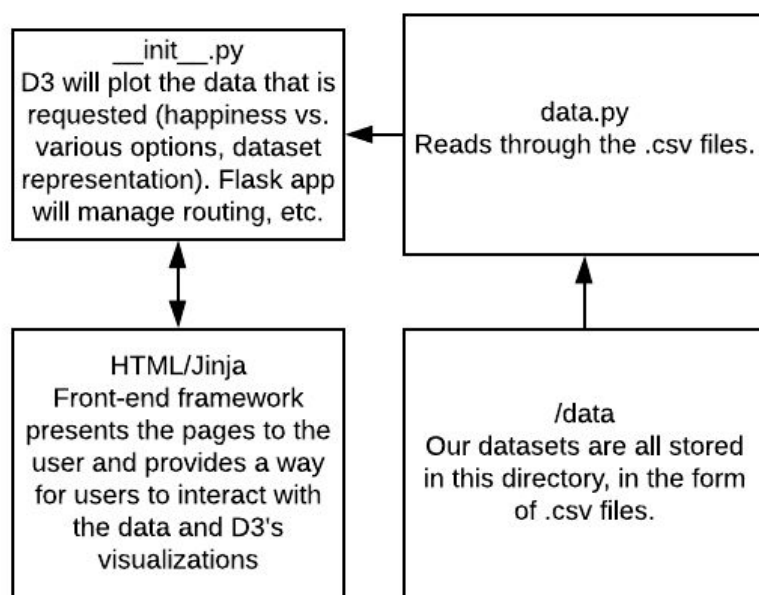 __init__.py
D3 will plot the data that is
requested (happiness vs.
various options, dataset
representation). Flask app
will manage routing, etc.
data.py
Reads through the .csv files.
HTML/Jinja
Front-end framework
presents the pages to the
user and provides a way
for users to interact with
the data and D3's
visualizations
/data
Our datasets are all stored
in this directory, in the form
of .csv files.